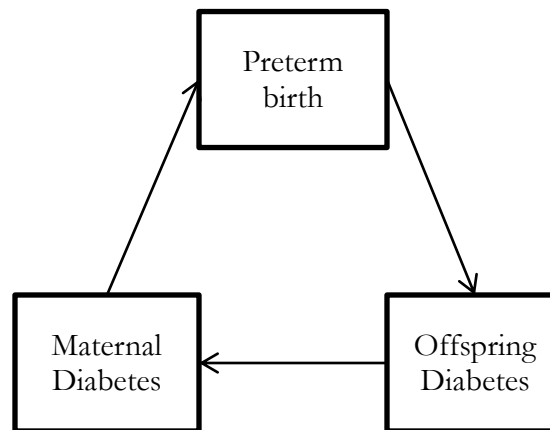 Preterm
birth
Maternal
Diabetes
Offspring
Diabetes